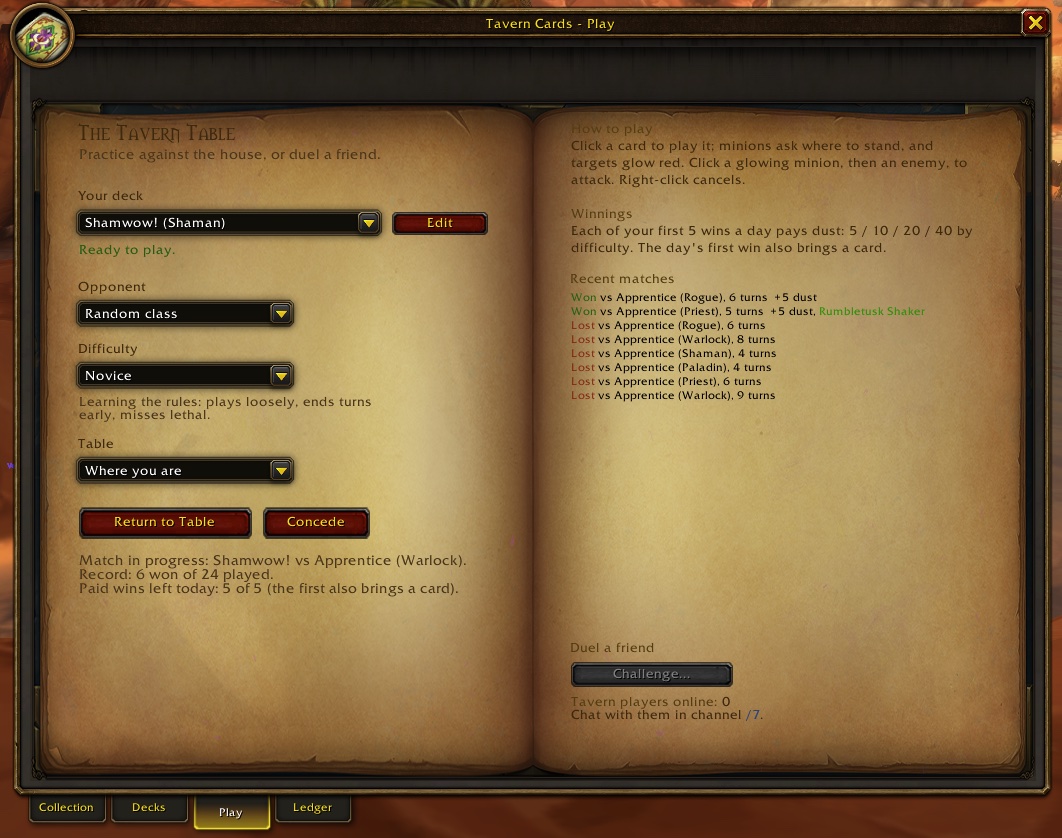 Tavern Cards - Play
The Tavern Table
Practice against the house, or duel a friend.
Your deck
Shamwow! (Shaman)
Edit
Ready to play.
Opponent
Random class
Difficulty
Novice
Learning the rules: plays loosely, ends turns
early, misses lethal.
Table
Where you are
Return to Table
Concede
Match in progress: Shamwow! vs Apprentice (Warlock).
Record: 6 won of 24 played.
Paid wins left today: 5 of 5 (the first also brings a card).
How to play
Click a card to play it; minions ask where to stand, and
targets glow red. Click a glowing minion, then an enemy, to
attack. Right-click cancels.
Winnings
Each of your first 5 wins a day pays dust: 5 / 10 / 20 / 40 by
difficulty. The day's first win also brings a card.
Recent matches
Won vs Apprentice (Rogue), 6 turns +5 dust
Won vs Apprentice (Priest), 5 turns +5 dust, Rumbletusk Shaker
Lost vs Apprentice (Rogue), 6 turns
Lost vs Apprentice (Warlock), 8 turns
Lost vs Apprentice (Shaman), 4 turns
Lost vs Apprentice (Paladin), 4 turns
Lost vs Apprentice (Priest), 6 turns
Lost vs Apprentice (Warlock), 9 turns
Duel a friend
Challenge...
Tavern players online: 0
Chat with them in channel /7.
Collection
Decks
Play
Ledger